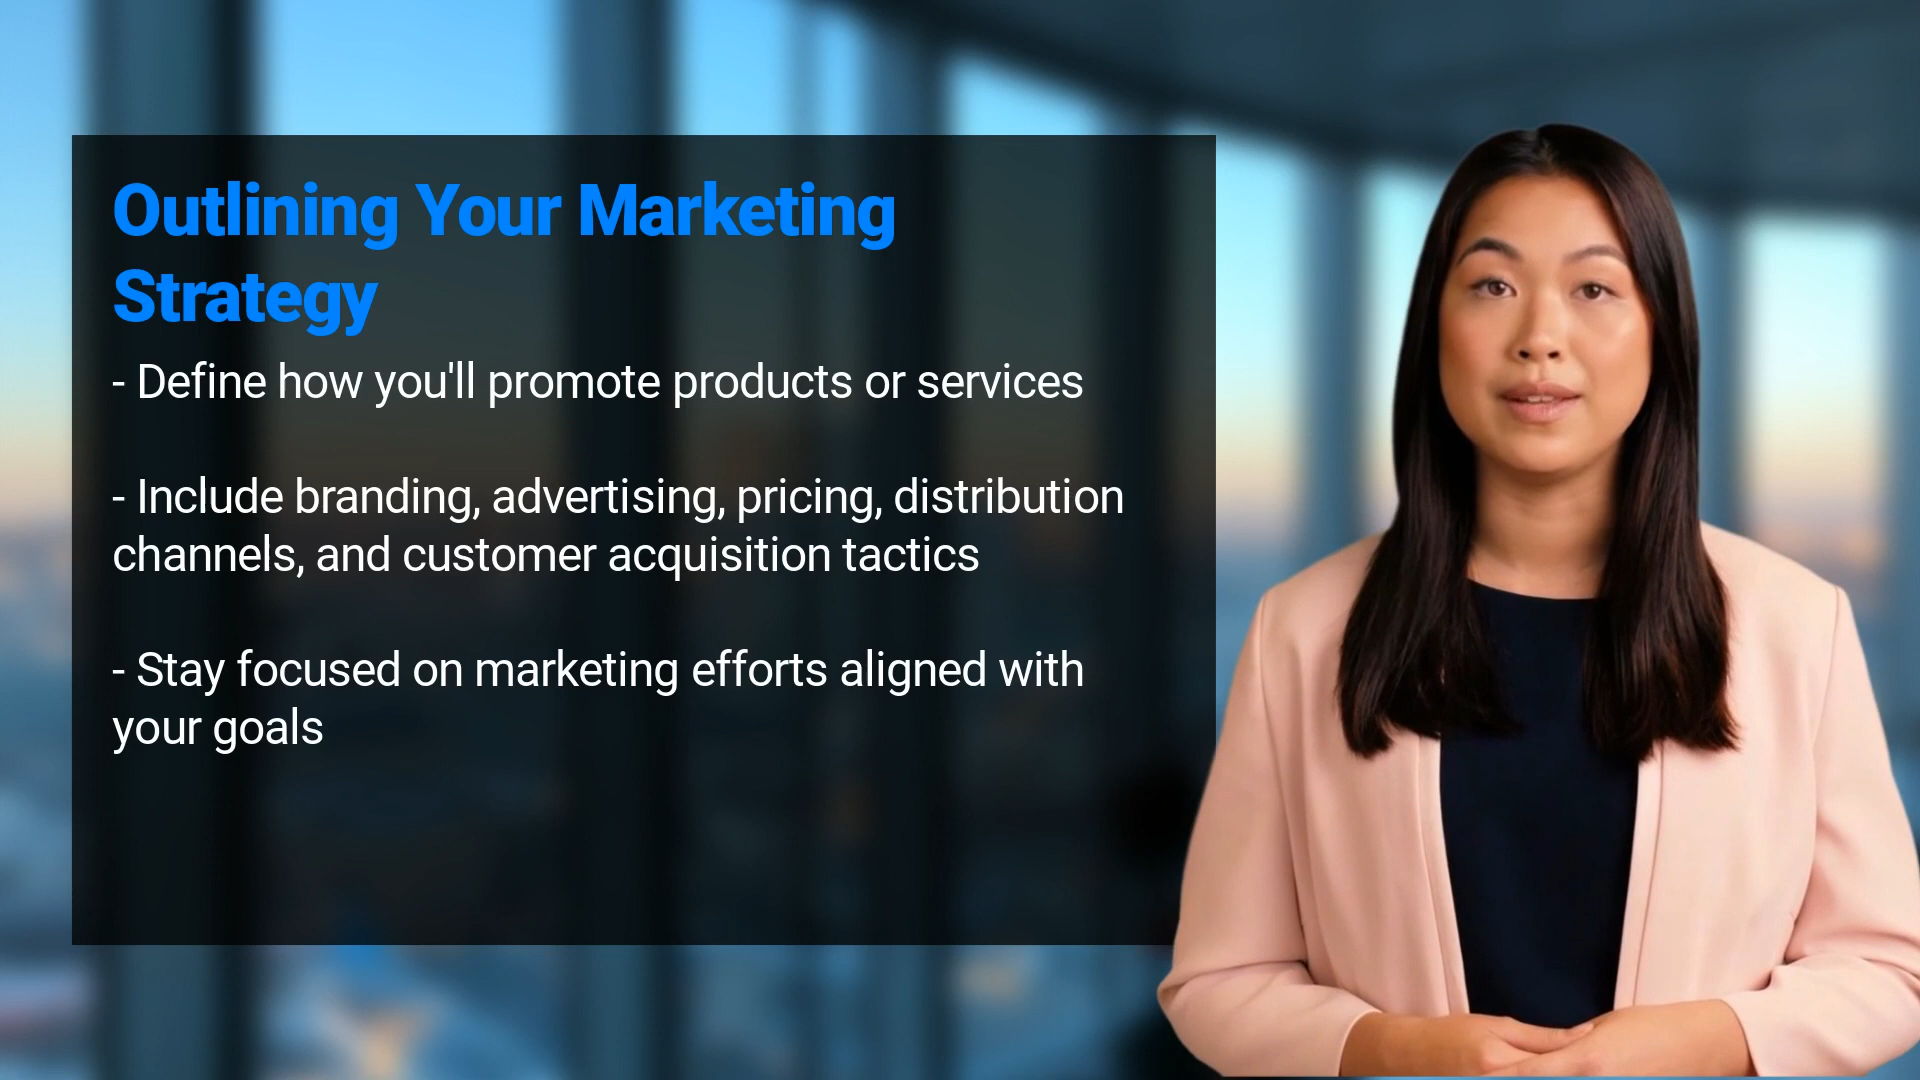 Outlining Your Marketing
Strategy
- Define how you'll promote products or services
- Include branding, advertising, pricing, distribution
channels, and customer acquisition tactics
- Stay focused on marketing efforts aligned with
your goals